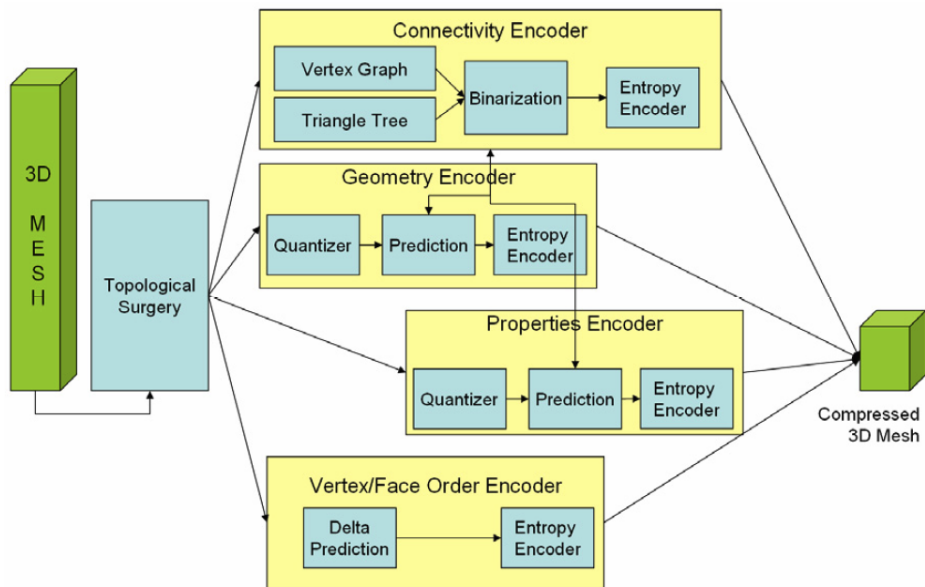 Connectivity Encoder
Vertex Graph
Triangle Tree
Binarization
Entropy
Encoder
3D
M
E
S
H
Topological
Surgery
Geometry Encoder
Quantizer
Prediction
Entropy
Encoder
Properties Encoder
Quantizer
Prediction
Entropy
Encoder
Compressed
3D Mesh
Vertex/Face Order Encoder
Delta
Prediction
Entropy
Encoder